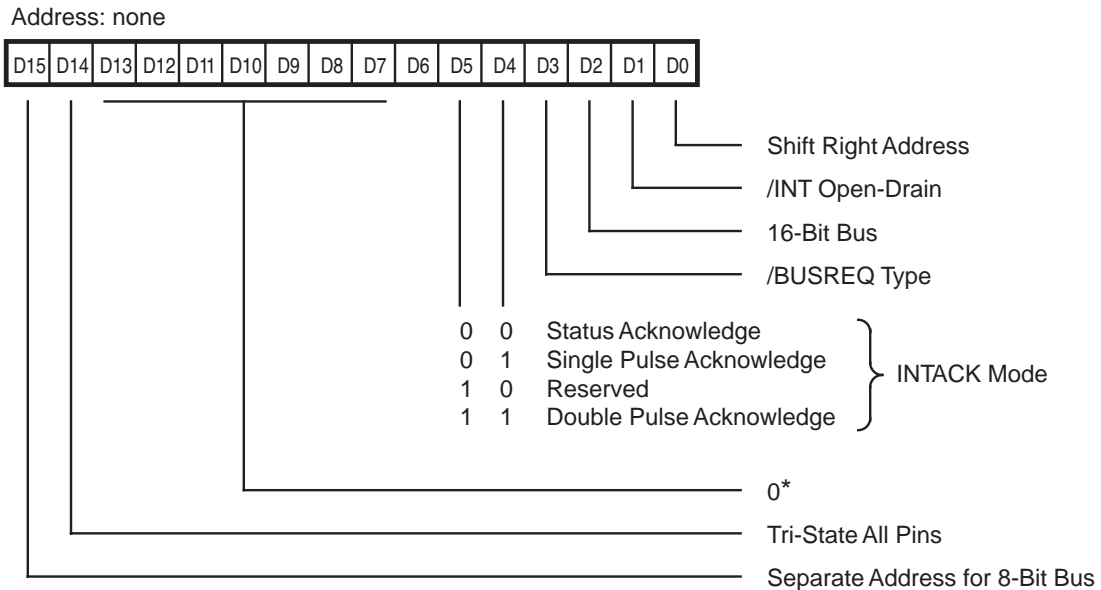 Address: none
D15 D14 D13 D12 D11 D10 D9 D8 D7 D6 D5 D4 D3 D2 D1 D0
Shift Right Address
/INT Open-Drain
16-Bit Bus
/BUSREQ Type
0 0 Status Acknowledge
0 1 Single Pulse Acknowledge
INTACK Mode
1 0 Reserved
1 1 Double Pulse Acknowledge
0*
Tri-State All Pins
Separate Address for 8-Bit Bus